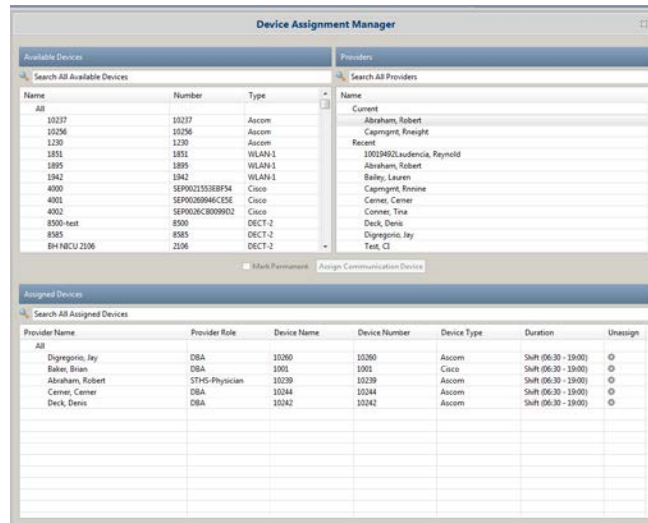 Device Assignment Manager
Available Devices
Search All Available Devices
Name Number Type
All
10237 10237 Ascom
10256 10256 Ascom
1230 1230 Ascom
1851 1851 WLAN-1
1895 1895 WLAN-1
1942 1942 WLAN-1
4000 SEP0021553EBF54 Cisco
4001 SEP00269946CE5E Cisco
4002 SEP0026CB0099D2 Cisco
8500-test 8500 DECT-2
8585 8585 DECT-2
BH NICU 2106 2106 DECT-2
Providers
Search All Providers
Name
Current
Abraham, Robert
Capmgmt, Rneight
Recent
10019492Laudencia, Reynold
Abraham, Robert
Bailey, Lauren
Capmgmt, Rnnine
Cerner, Cerner
Conner, Tina
Deck, Denis
Digregorio, Jay
Test, CI
Mark Permanent Assign Communication Device
Assigned Devices
Search All Assigned Devices
Provider Name Provider Role Device Name Device Number Device Type Duration Unassign
All
Digregorio, Jay DBA 10260 10260 Ascom Shift (06:30 - 19:00)
Baker, Brian DBA 1001 1001 Cisco Shift (06:30 - 19:00)
Abraham, Robert STHS-Physician 10239 10239 Ascom Shift (06:30 - 19:00)
Cerner, Cerner DBA 10244 10244 Ascom Shift (06:30 - 19:00)
Deck, Denis DBA 10242 10242 Ascom Shift (06:30 - 19:00)